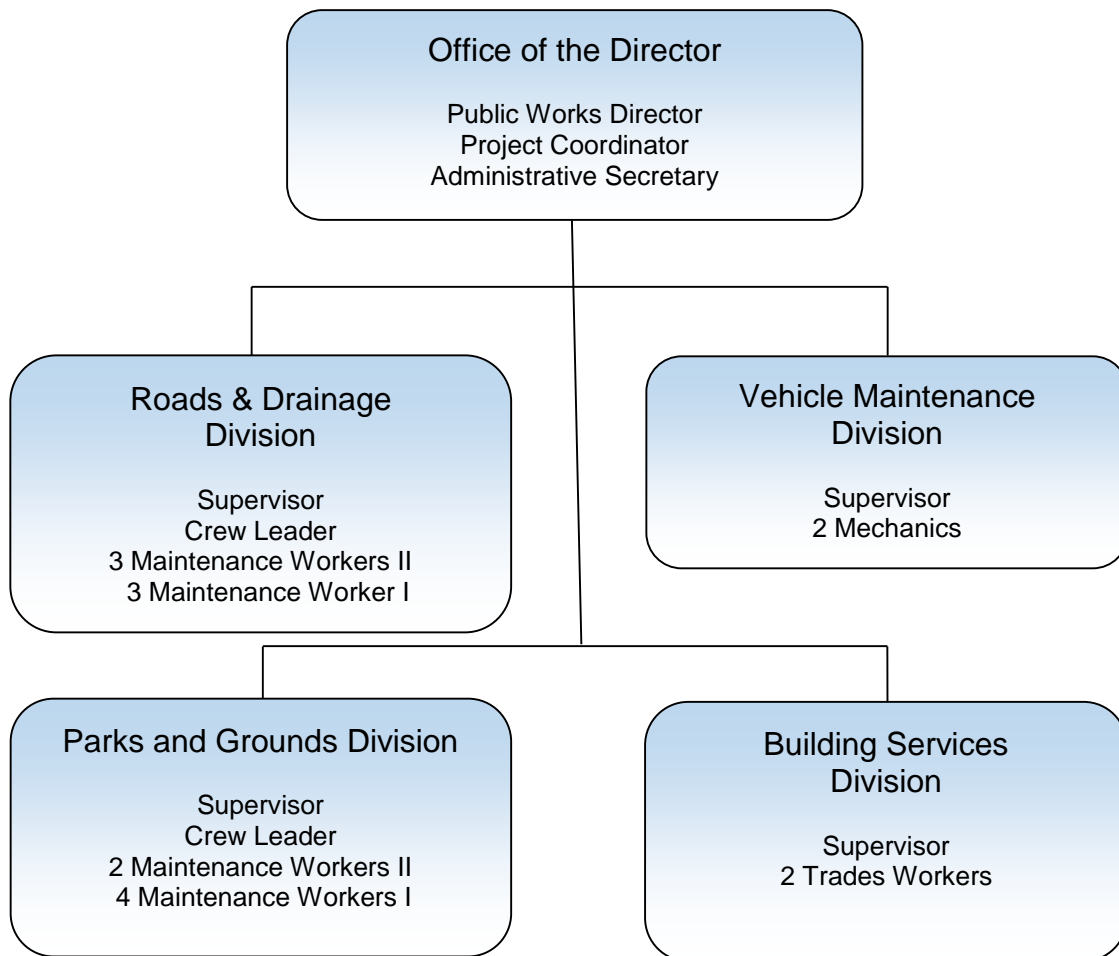 Office of the Director
Public Works Director
Project Coordinator
Administrative Secretary
Roads & Drainage
Division
Supervisor
Crew Leader
3 Maintenance Workers II
3 Maintenance Worker I
Vehicle Maintenance
Division
Supervisor
2 Mechanics
Parks and Grounds Division
Supervisor
Crew Leader
2 Maintenance Workers II
4 Maintenance Workers I
Building Services
Division
Supervisor
2 Trades Workers